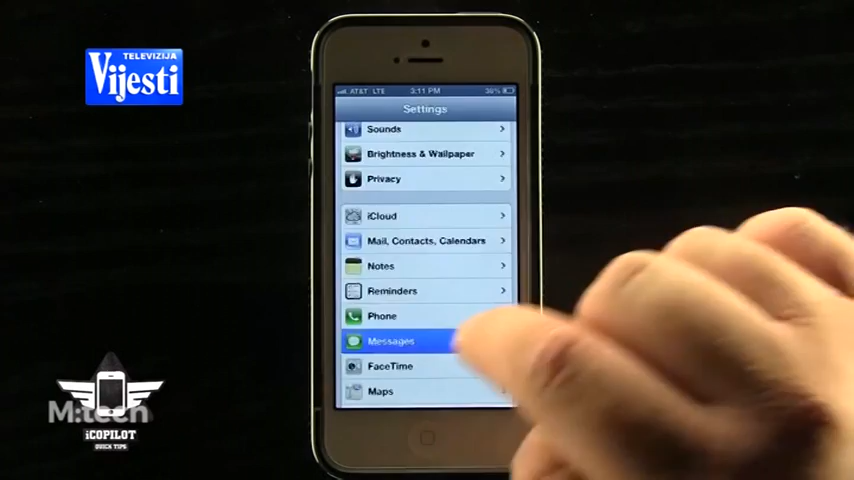 TELEVIZIJA
Vijesti
AT&T LTE 3:11 PM 38%
Settings
Sounds
Brightness & Wallpaper
Privacy
iCloud
Mail, Contacts, Calendars
Notes
Reminders
Phone
Messages
FaceTime
Maps
M:tech
iCOPILOT
QUICK TIPS